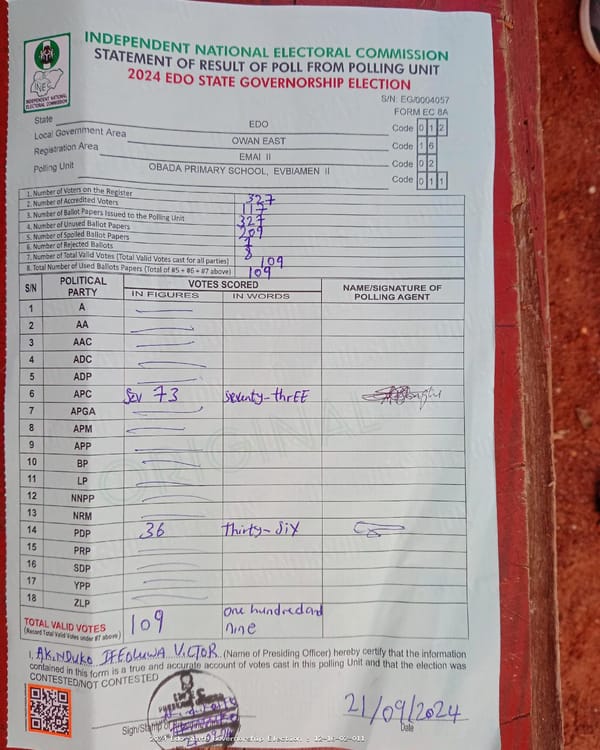 INDEPENDENT NATIONAL ELECTORAL COMMISSION
STATEMENT OF RESULT OF POLL FROM POLLING UNIT
2024 EDO STATE GOVERNORSHIP ELECTION
INEC
INDEPENDENT NATIONAL
ELECTORAL COMMISSION
S/N: EG/0004057
FORM EC 8A
State EDO Code 0 1 2
Local Government Area OWAN EAST Code 1 6
Registration Area EMAI II Code 0 2
Polling Unit OBADA PRIMARY SCHOOL, EVBIAMEN II Code 0 1 1
1. Number of Voters on the Register 327
2. Number of Accredited Voters 117
3. Number of Ballot Papers Issued to the Polling Unit 327
4. Number of Unused Ballot Papers 209
5. Number of Spoiled Ballot Papers 1
6. Number of Rejected Ballots 8
7. Number of Total Valid Votes (Total Valid Votes cast for all parties) 109
8. Total Number of Used Ballots Papers (Total of #5 + #6 + #7 above) 109
S/N POLITICAL PARTY VOTES SCORED NAME/SIGNATURE OF POLLING AGENT
IN FIGURES IN WORDS
1 A
2 AA
3 AAC
4 ADC
5 ADP
6 APC Sev 73 Seventy-thrEE
7 APGA
8 APM
9 APP
10 BP
11 LP
12 NNPP
13 NRM
14 PDP 36 Thirty-Six
15 PRP
16 SDP
17 YPP
18 ZLP
ORIGINAL
TOTAL VALID VOTES 109 one hundred and
(Record Total Valid Votes under #7 above) nine
I, AKINDUKO IFEOLUWA VICTOR (Name of Presiding Officer) hereby certify that the information
contained in this form is a true and accurate account of votes cast in this polling Unit and that the election was
CONTESTED/NOT CONTESTED
21/09/2024
Sign/Stamp of Date
2024 Edo State Governorship Election : 12-16-02-011